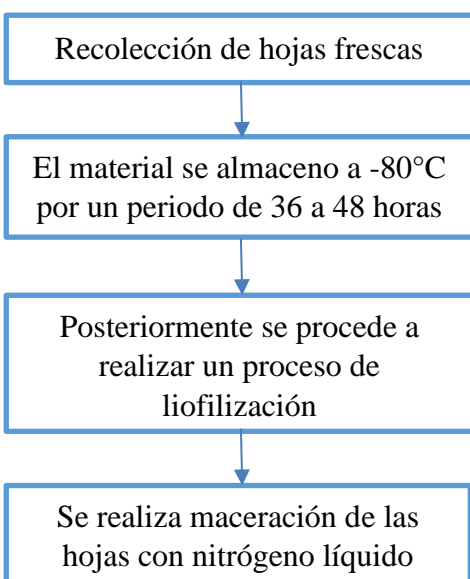 Recolección de hojas frescas
El material se almaceno a -80°C
por un periodo de 36 a 48 horas
Posteriormente se procede a
realizar un proceso de
liofilización
Se realiza maceración de las
hojas con nitrógeno líquido